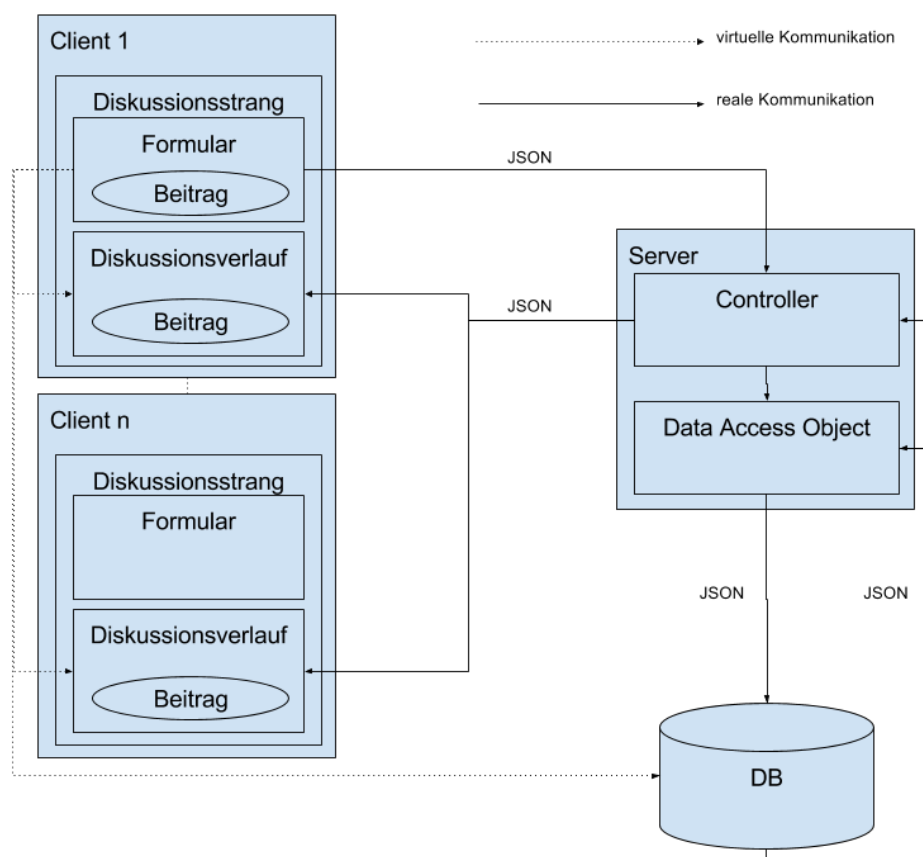 Client 1
virtuelle Kommunikation
reale Kommunikation
Diskussionsstrang
Formular
Beitrag
JSON
Diskussionsverlauf
Beitrag
JSON
Server
Controller
Data Access Object
Client n
Diskussionsstrang
Formular
Diskussionsverlauf
Beitrag
JSON
JSON
DB